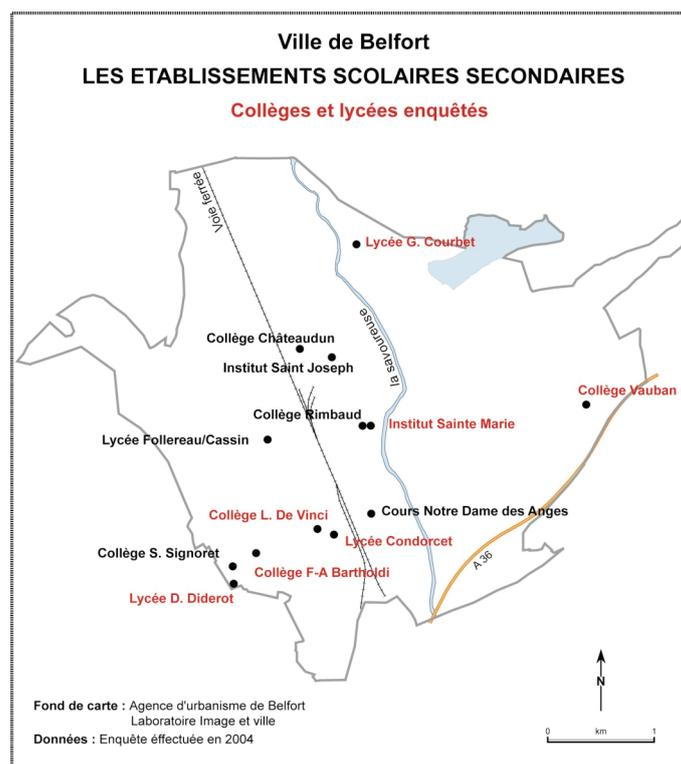 Ville de Belfort
LES ETABLISSEMENTS SCOLAIRES SECONDAIRES
Collèges et lycées enquêtés
Voie ferrée
Lycée G. Courbet
la savoureuse
Collège Châteaudun
Institut Saint Joseph
Collège Vauban
Collège Rimbaud
Institut Sainte Marie
Lycée Follereau/Cassin
Collège L. De Vinci
Cours Notre Dame des Anges
Lycée Condorcet
Collège S. Signoret
A 36
Collège F-A Bartholdi
Lycée D. Diderot
N
Fond de carte : Agence d'urbanisme de Belfort
Laboratoire Image et ville
Données : Enquête éffectuée en 2004
0 km 1